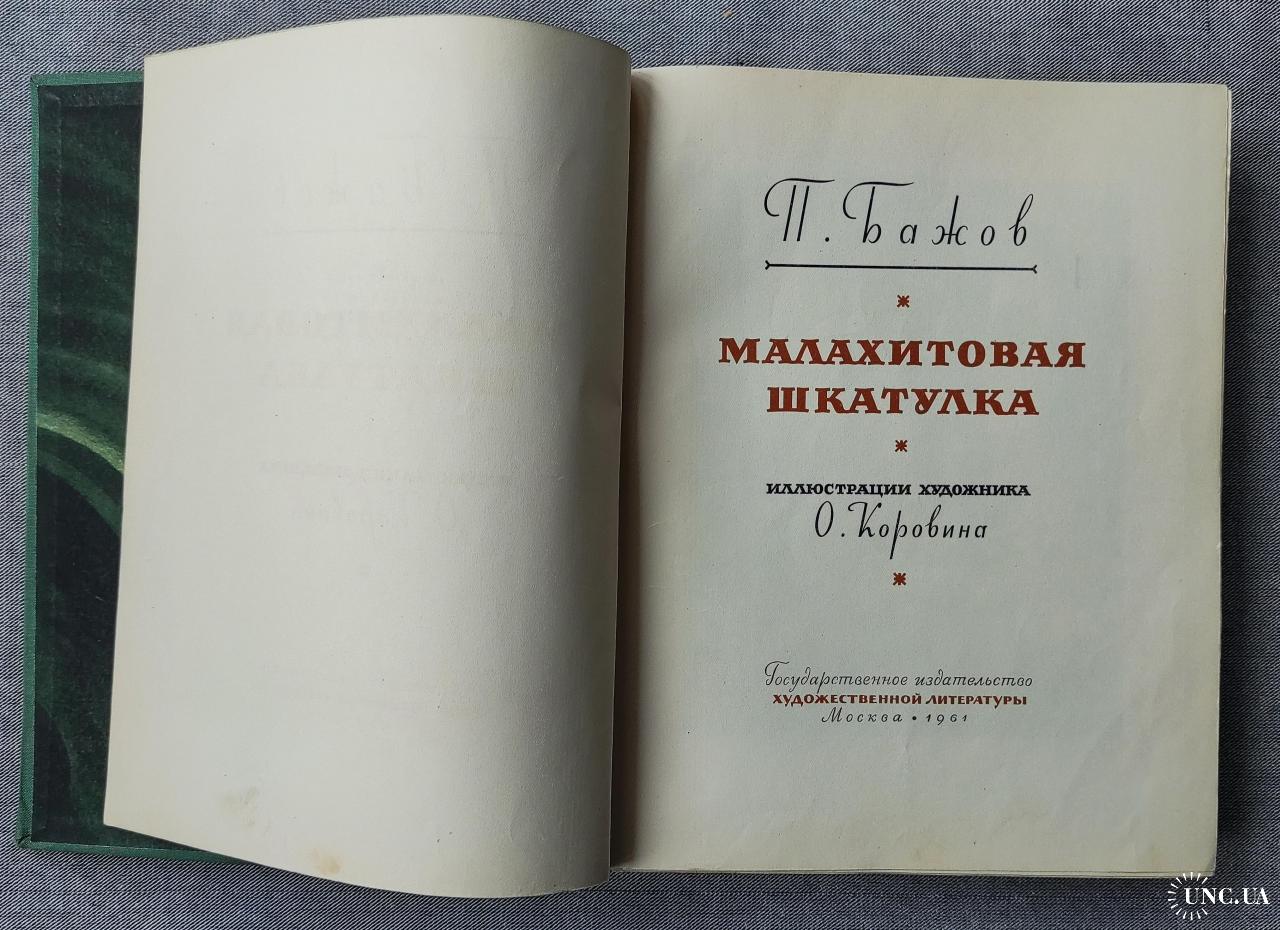 П. Бажов
МАЛАХИТОВАЯ
ШКАТУЛКА
ИЛЛЮСТРАЦИИ ХУДОЖНИКА
О. Коровина
Государственное издательство
ХУДОЖЕСТВЕННОЙ ЛИТЕРАТУРЫ
Москва • 1961
UNC.UA